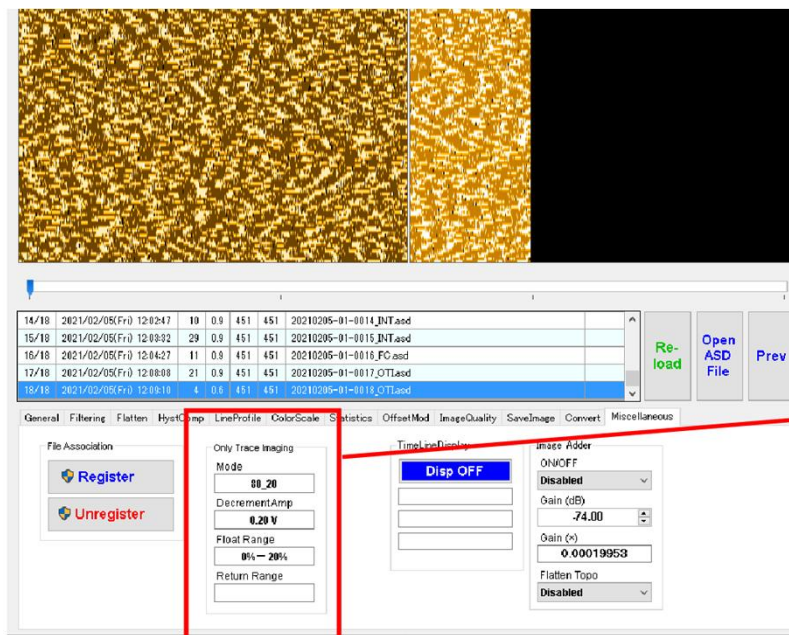 14/18 2021/02/05(Fri) 12:02:47 10 0.9 451 451 20210205-01-0014_INT.asd
15/18 2021/02/05(Fri) 12:03:32 29 0.9 451 451 20210205-01-0015_INT.asd
16/18 2021/02/05(Fri) 12:04:27 11 0.9 451 451 20210205-01-0016_FC.asd
17/18 2021/02/05(Fri) 12:08:08 21 0.9 451 451 20210205-01-0017_OTI.asd
18/18 2021/02/05(Fri) 12:09:10 4 0.6 451 451 20210205-01-0018_OTI.asd
Re-
load
Open
ASD
File
Prev
General Filtering Flatten HystComp LineProfile ColorScale Statistics OffsetMod ImageQuality SaveImage Convert Miscellaneous
File Association
Register
Unregister
Only Trace Imaging
Mode
80_20
DecrementAmp
0.20 V
Float Range
0%－20%
Return Range
TimeLineDisplay
Disp OFF
Image Adder
ON/OFF
Disabled
Gain (dB)
-74.00
Gain (×)
0.00019953
Flatten Topo
Disabled